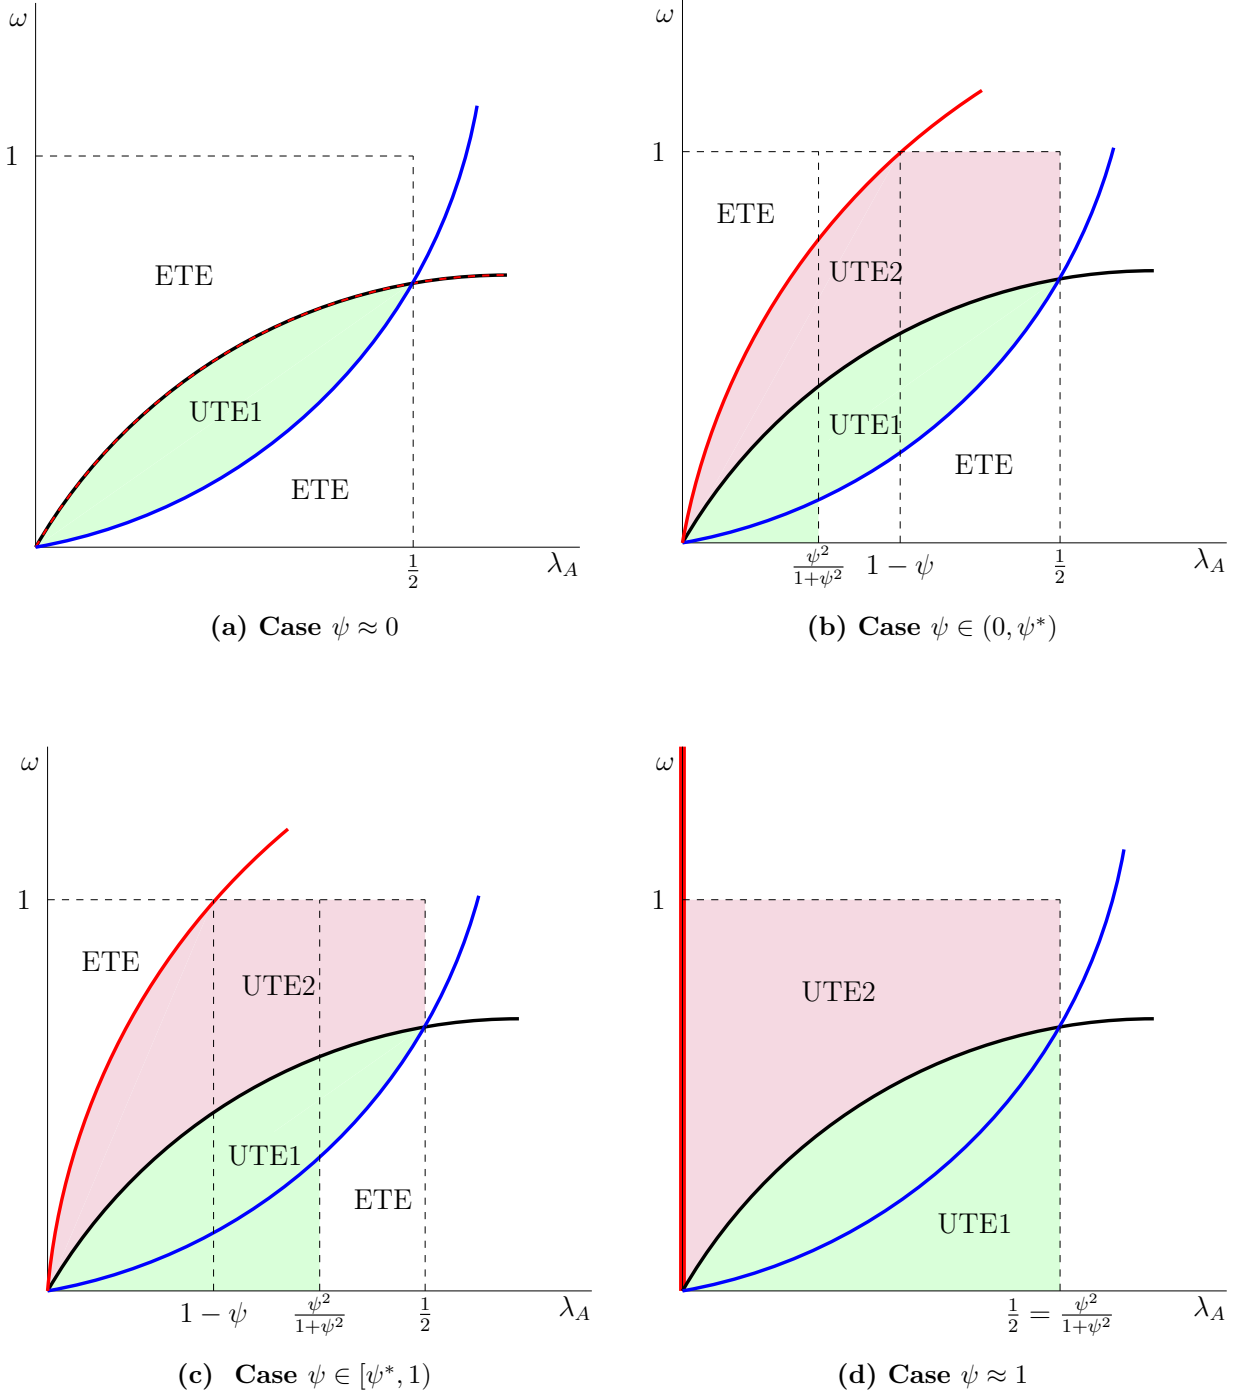 ω
1
ETE
UTE1
ETE
1/2
λ_A
(a) Case ψ ≈ 0
ω
1
ETE
UTE2
UTE1
ETE
ψ²/(1+ψ²) 1 − ψ 1/2 λ_A
(b) Case ψ ∈ (0, ψ*)
ω
1
ETE
UTE2
UTE1
ETE
1 − ψ ψ²/(1+ψ²) 1/2 λ_A
(c) Case ψ ∈ [ψ*, 1)
ω
1
UTE2
UTE1
1/2 = ψ²/(1+ψ²) λ_A
(d) Case ψ ≈ 1